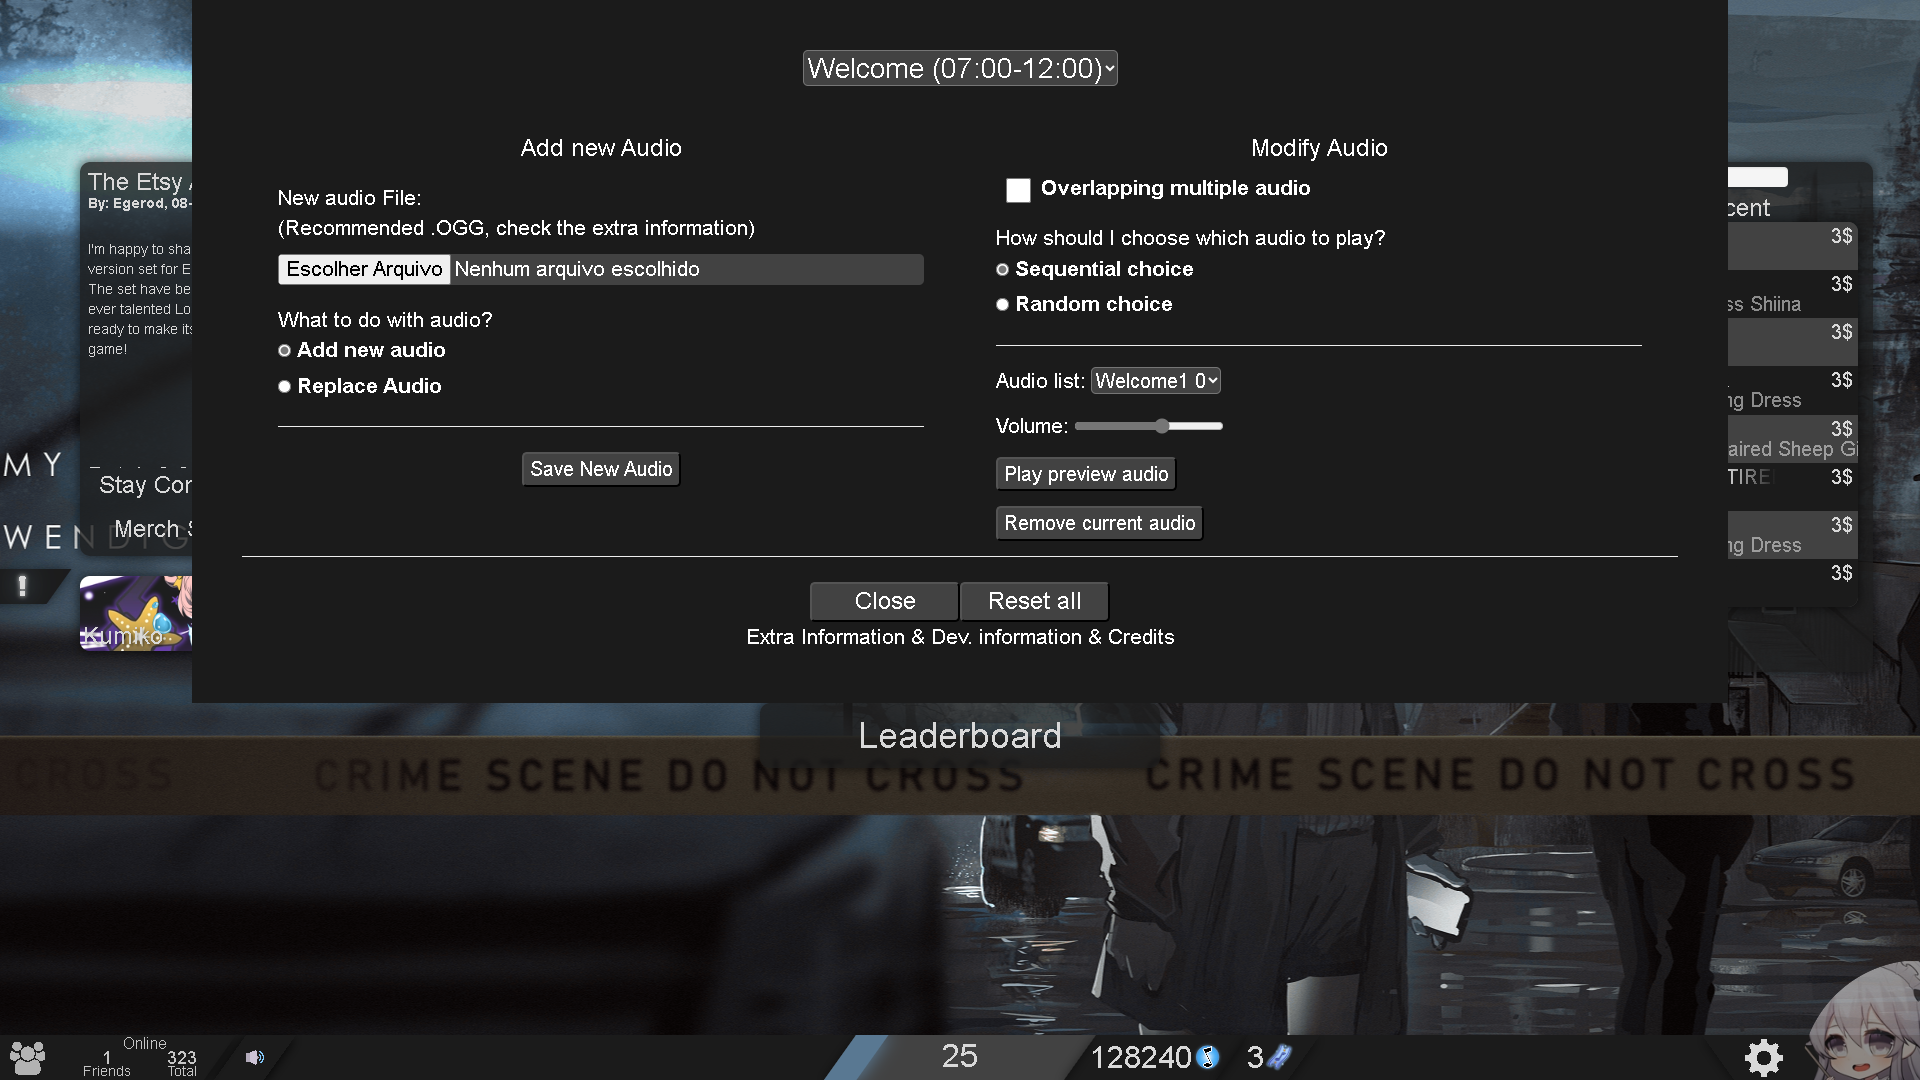 Welcome (07:00-12:00)
Add new Audio
New audio File:
(Recommended .OGG, check the extra information)
Escolher Arquivo Nenhum arquivo escolhido
What to do with audio?
Add new audio
Replace Audio
Save New Audio
Modify Audio
Overlapping multiple audio
How should I choose which audio to play?
Sequential choice
Random choice
Audio list: Welcome1 0
Volume:
Play preview audio
Remove current audio
Close
Reset all
Extra Information & Dev. information & Credits
The Etsy
By: Egerod, 08-
I'm happy to sha
version set for E
The set have be
ever talented Lo
ready to make its
game!
Stay Con
Merch S
MY
WENDIG
!
Kumiko
cent
3$
3$
ss Shiina
3$
3$
ng Dress
3$
aired Sheep Gi
TIRE
3$
3$
ng Dress
3$
Leaderboard
CROSS CRIME SCENE DO NOT CROSS CRIME SCENE DO NOT CROSS
Online
1
Friends
323
Total
25
128240
3